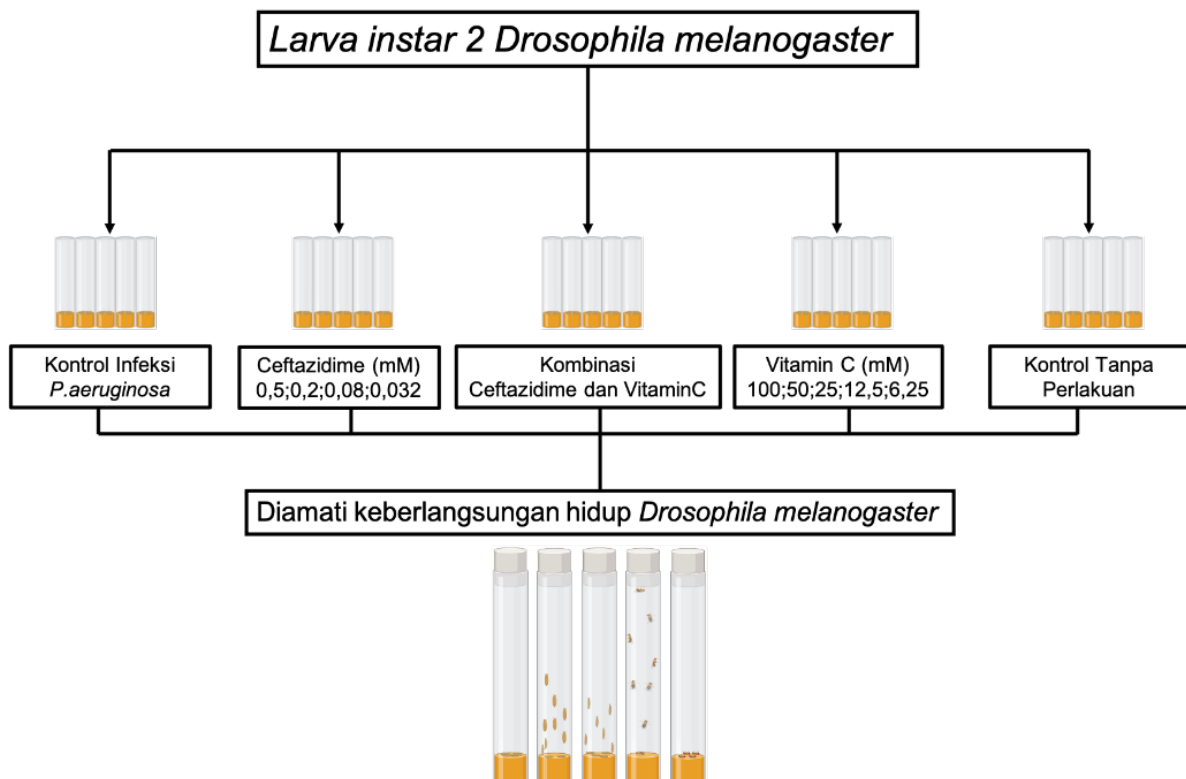 Larva instar 2 Drosophila melanogaster
Kontrol Infeksi
P.aeruginosa
Ceftazidime (mM)
0,5;0,2;0,08;0,032
Kombinasi
Ceftazidime dan VitaminC
Vitamin C (mM)
100;50;25;12,5;6,25
Kontrol Tanpa
Perlakuan
Diamati keberlangsungan hidup Drosophila melanogaster